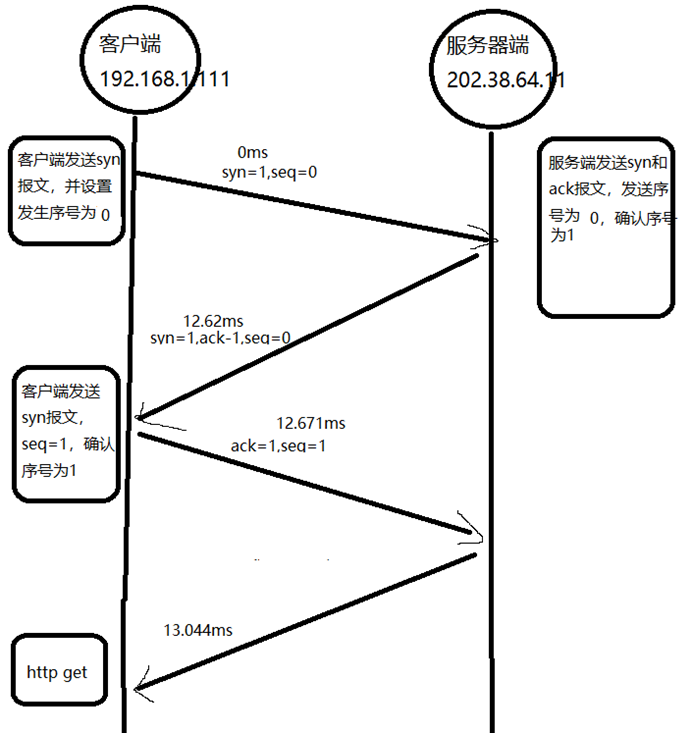 客户端
192.168.1.111
服务器端
202.38.64.11
客户端发送syn
报文，并设置
发生序号为 0
0ms
syn=1,seq=0
服务端发送syn和
ack报文，发送序
号为 0，确认序号
为1
12.62ms
syn=1,ack-1,seq=0
客户端发送
syn报文，
seq=1，确认
序号为1
12.671ms
ack=1,seq=1
13.044ms
http get